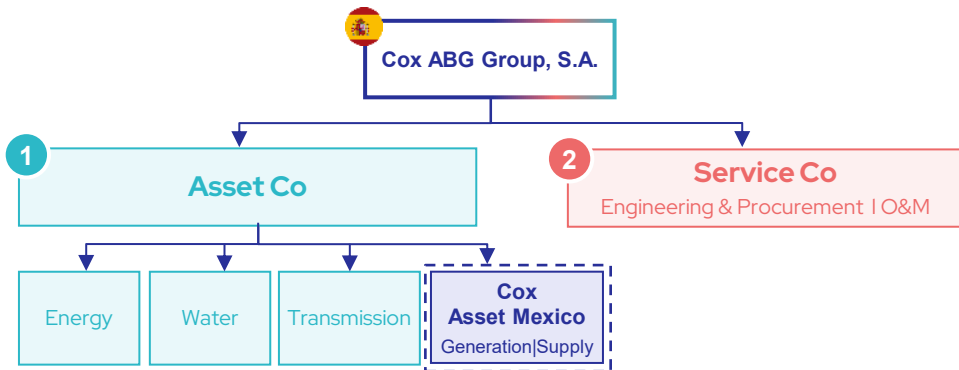 Cox ABG Group, S.A.
1
Asset Co
2
Service Co
Engineering & Procurement I O&M
Energy
Water
Transmission
Cox
Asset Mexico
Generation|Supply